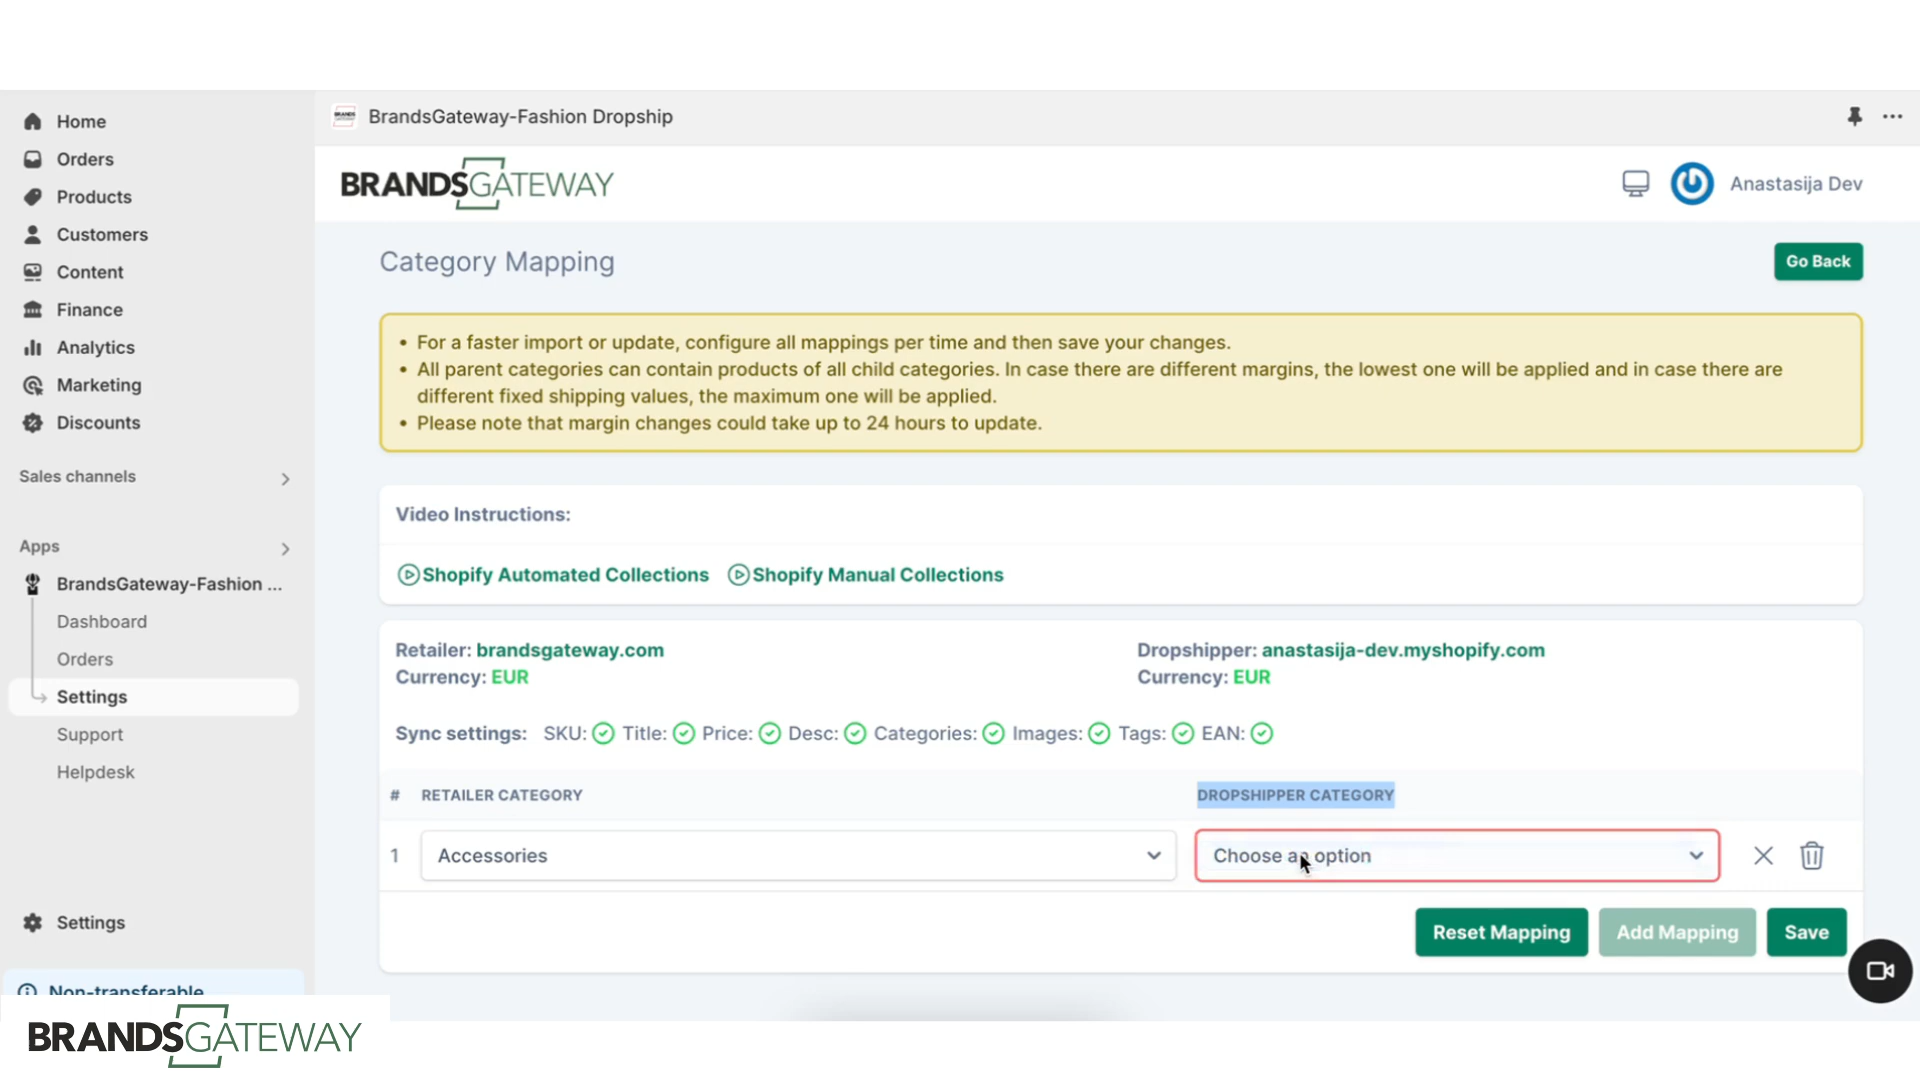 Home
Orders
Products
Customers
Content
Finance
Analytics
Marketing
Discounts
Sales channels
Apps
BrandsGateway-Fashion ...
Dashboard
Orders
Settings
Support
Helpdesk
Settings
Non-transferable
BRANDSGATEWAY
BrandsGateway-Fashion Dropship
BRANDSGATEWAY
Anastasija Dev
Category Mapping
Go Back
• For a faster import or update, configure all mappings per time and then save your changes.
• All parent categories can contain products of all child categories. In case there are different margins, the lowest one will be applied and in case there are
different fixed shipping values, the maximum one will be applied.
• Please note that margin changes could take up to 24 hours to update.
Video Instructions:
Shopify Automated Collections Shopify Manual Collections
Retailer: brandsgateway.com
Currency: EUR
Dropshipper: anastasija-dev.myshopify.com
Currency: EUR
Sync settings: SKU: Title: Price: Desc: Categories: Images: Tags: EAN:
# RETAILER CATEGORY DROPSHIPPER CATEGORY
1 Accessories Choose an option
Reset Mapping Add Mapping Save